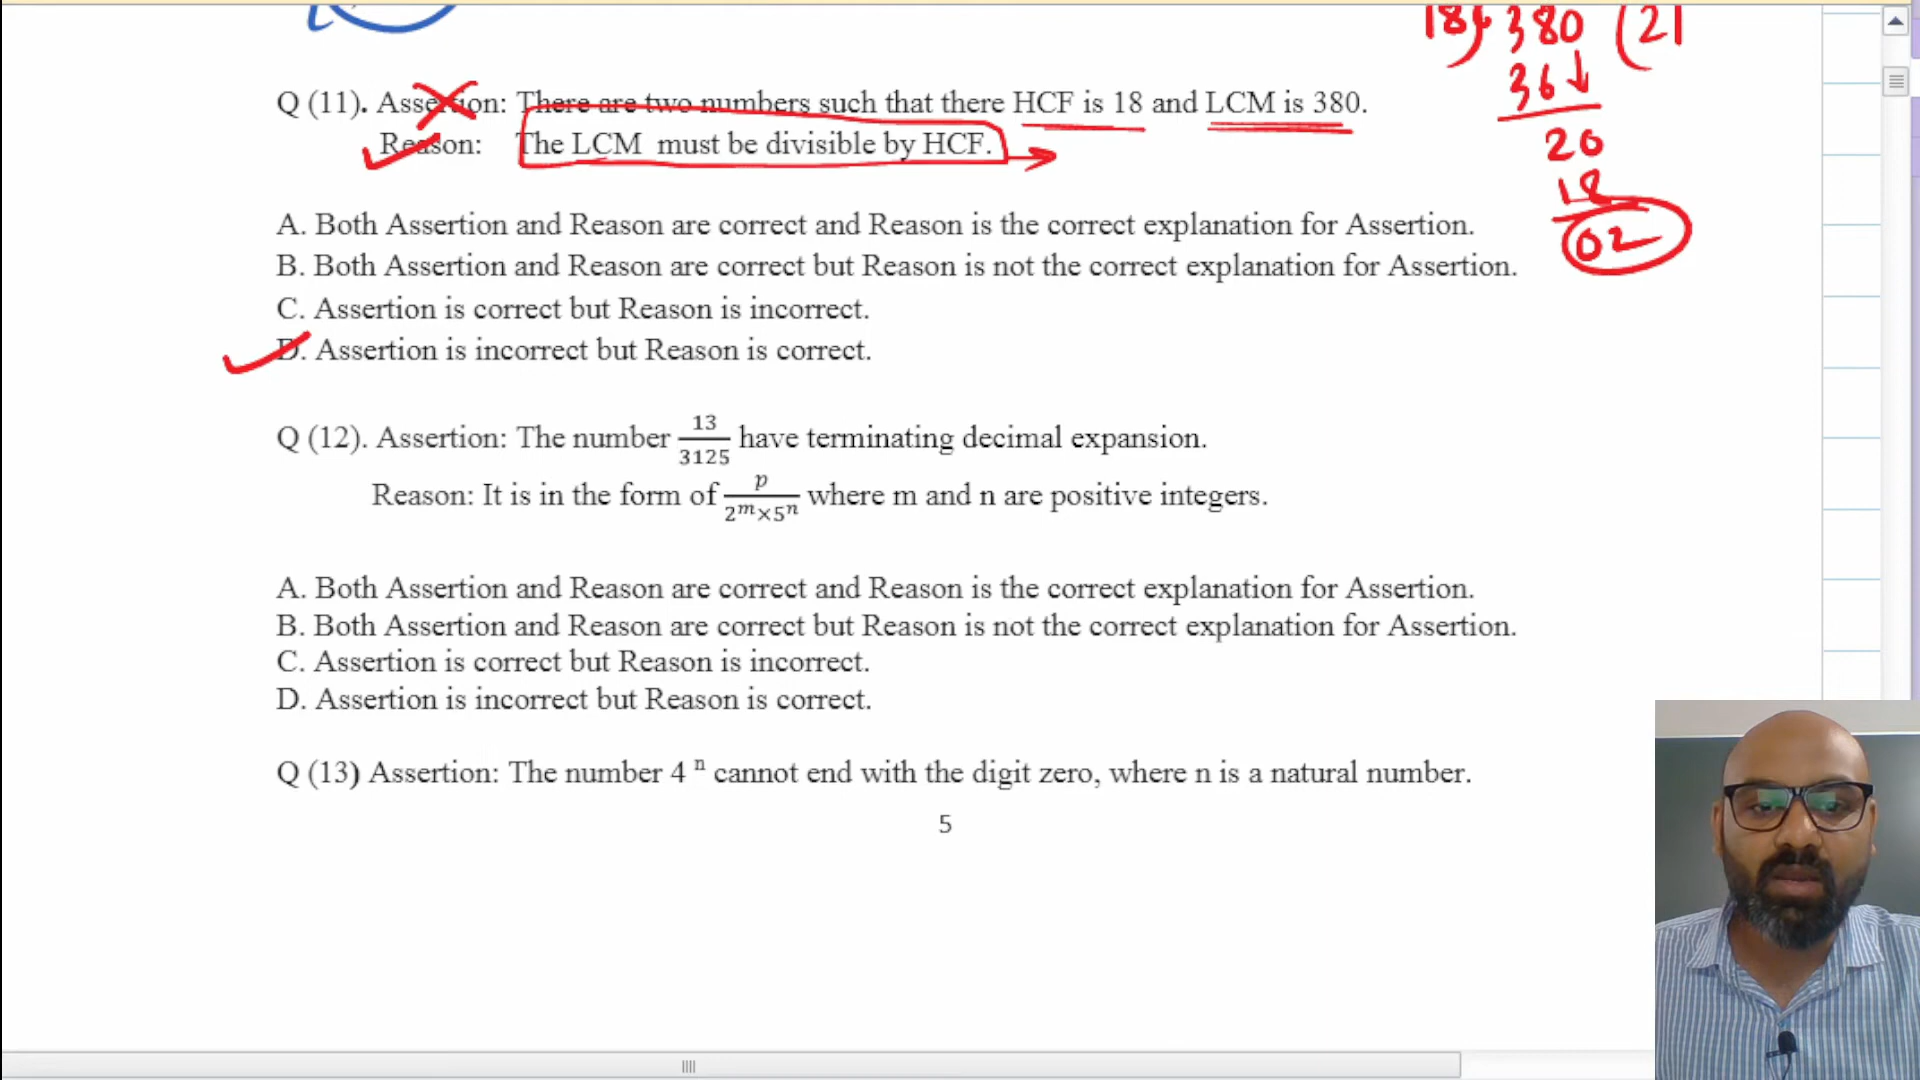 18) 380 (21
36↓
20
18
02
Q (11). Assertion: There are two numbers such that there HCF is 18 and LCM is 380.
Reason: The LCM must be divisible by HCF.
A. Both Assertion and Reason are correct and Reason is the correct explanation for Assertion.
B. Both Assertion and Reason are correct but Reason is not the correct explanation for Assertion.
C. Assertion is correct but Reason is incorrect.
D. Assertion is incorrect but Reason is correct.
Q (12). Assertion: The number 13/3125 have terminating decimal expansion.
Reason: It is in the form of p/2^m×5^n where m and n are positive integers.
A. Both Assertion and Reason are correct and Reason is the correct explanation for Assertion.
B. Both Assertion and Reason are correct but Reason is not the correct explanation for Assertion.
C. Assertion is correct but Reason is incorrect.
D. Assertion is incorrect but Reason is correct.
Q (13) Assertion: The number 4 ^n cannot end with the digit zero, where n is a natural number.
5